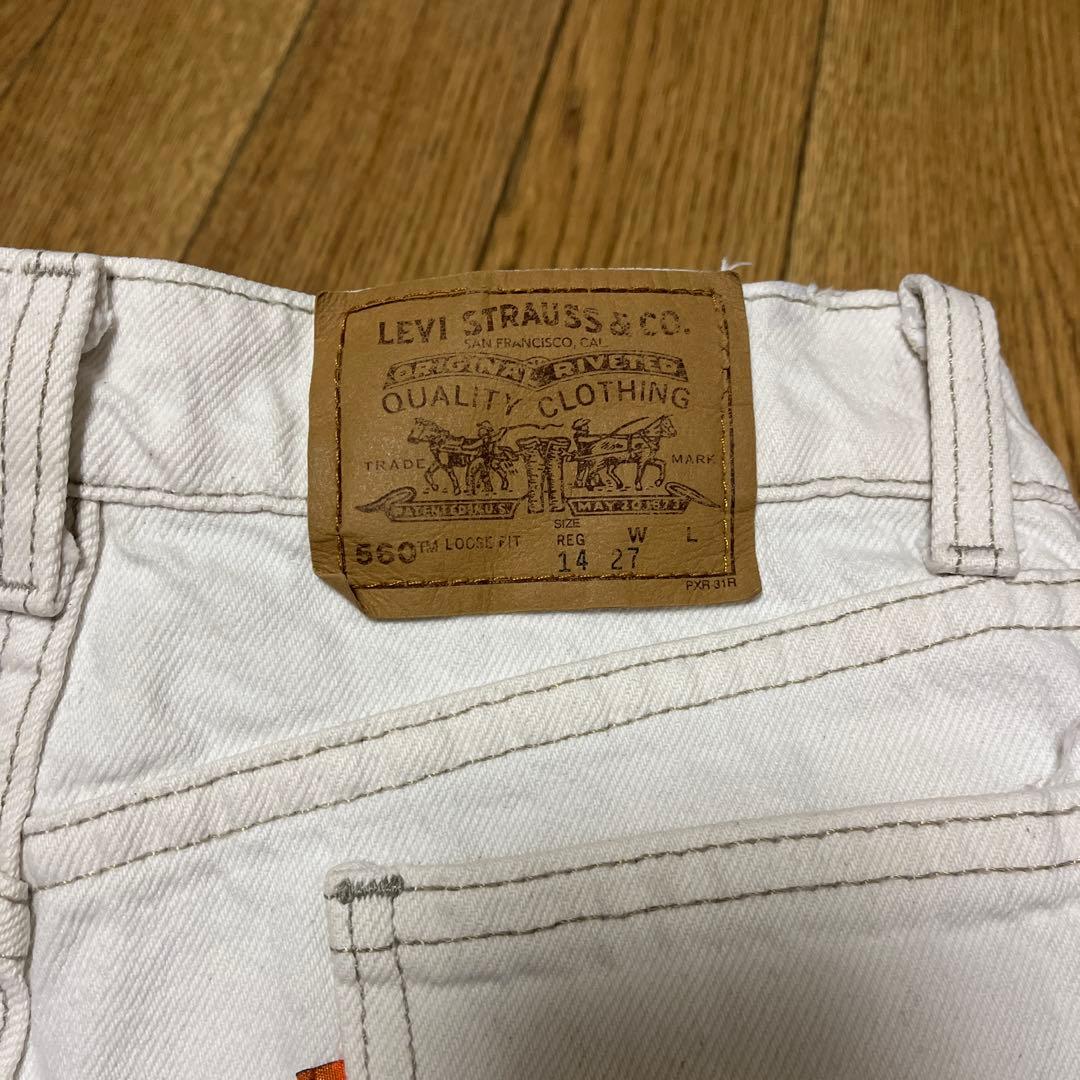 LEVI STRAUSS & CO.
SAN FRANCISCO, CAL
ORIGINAL RIVETED
QUALITY CLOTHING
TRADE MARK
PATENTED IN U.S. MAY 20 1873
SIZE
560™ LOOSE FIT REG W L
14 27
PXR 31R